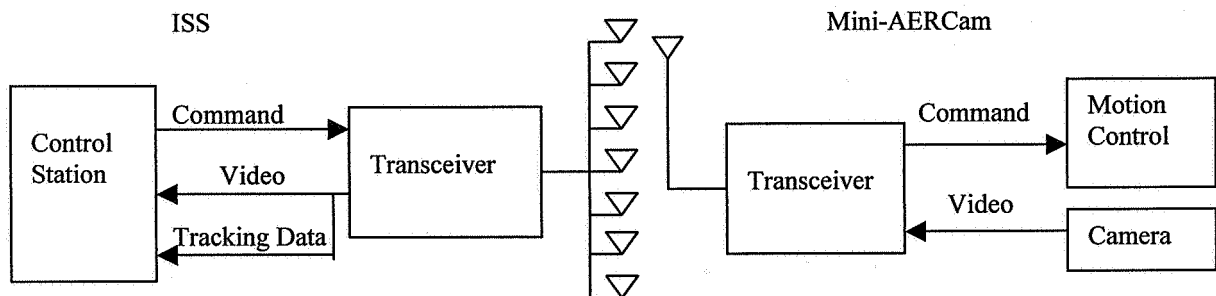 ISS
Mini-AERCam
Control
Station
Command
Video
Tracking Data
Transceiver
Transceiver
Command
Video
Motion
Control
Camera